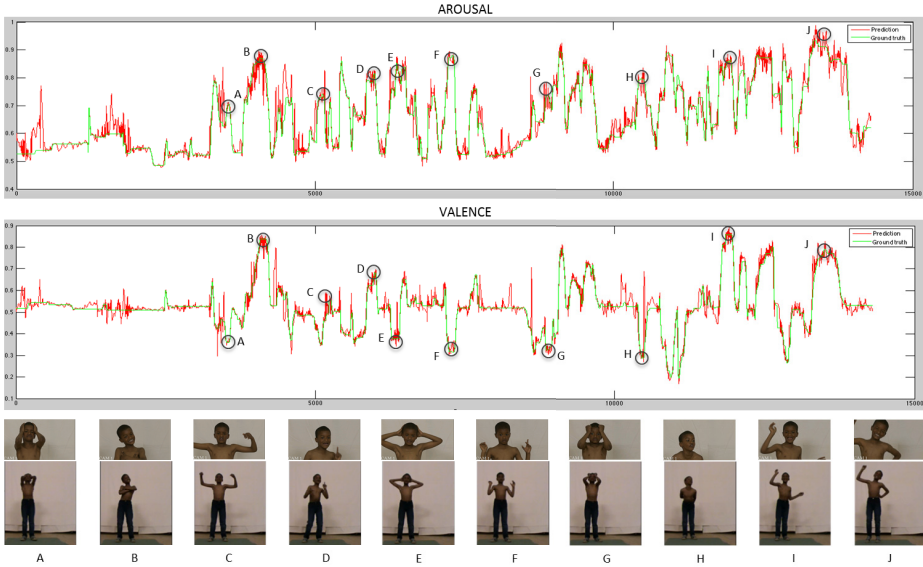 AROUSAL
1
0.9
0.8
0.7
0.6
0.5
0.4
0
5000
10000
15000
Prediction
Ground truth
A
B
C
D
E
F
G
H
I
J
VALENCE
0.9
0.8
0.7
0.6
0.5
0.4
0.3
0.2
0.1
0
5000
10000
15000
Prediction
Ground truth
A
B
C
D
E
F
G
H
I
J
A B C D E F G H I J